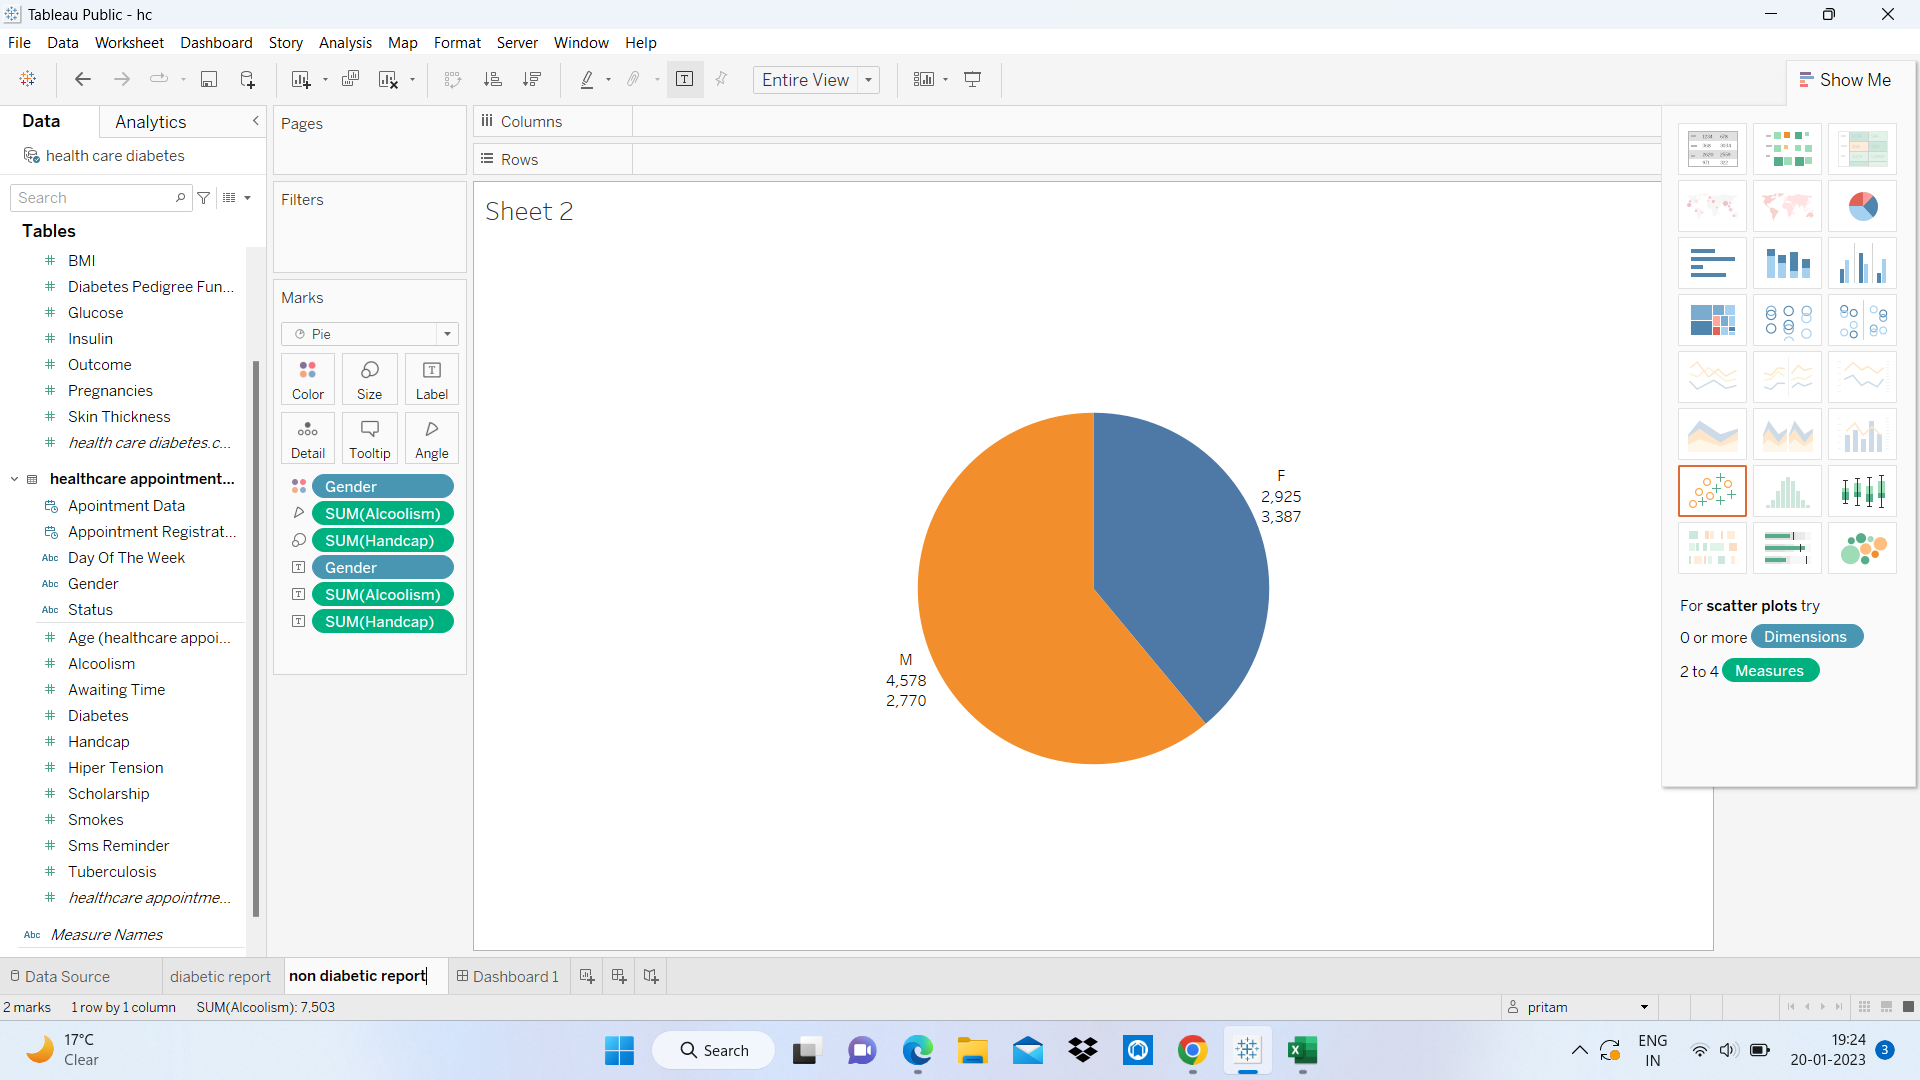 Tableau Public - hc
File Data Worksheet Dashboard Story Analysis Map Format Server Window Help
Entire View
Show Me
Data Analytics
health care diabetes
Search
Tables
BMI
Diabetes Pedigree Fun...
Glucose
Insulin
Outcome
Pregnancies
Skin Thickness
health care diabetes.c...
healthcare appointment...
Apointment Data
Appointment Registrat...
Abc Day Of The Week
Abc Gender
Abc Status
Age (healthcare appoi...
Alcoolism
Awaiting Time
Diabetes
Handcap
Hiper Tension
Scholarship
Smokes
Sms Reminder
Tuberculosis
healthcare appointme...
Abc Measure Names
Pages
Filters
Marks
Pie
Color Size Label
Detail Tooltip Angle
Gender
SUM(Alcoolism)
SUM(Handcap)
Gender
SUM(Alcoolism)
SUM(Handcap)
Columns
Rows
Sheet 2
F
2,925
3,387
M
4,578
2,770
For scatter plots try
0 or more Dimensions
2 to 4 Measures
Data Source diabetic report non diabetic report Dashboard 1
2 marks 1 row by 1 column SUM(Alcoolism): 7,503
pritam
17°C
Clear
Search
ENG
IN
19:24
20-01-2023
3